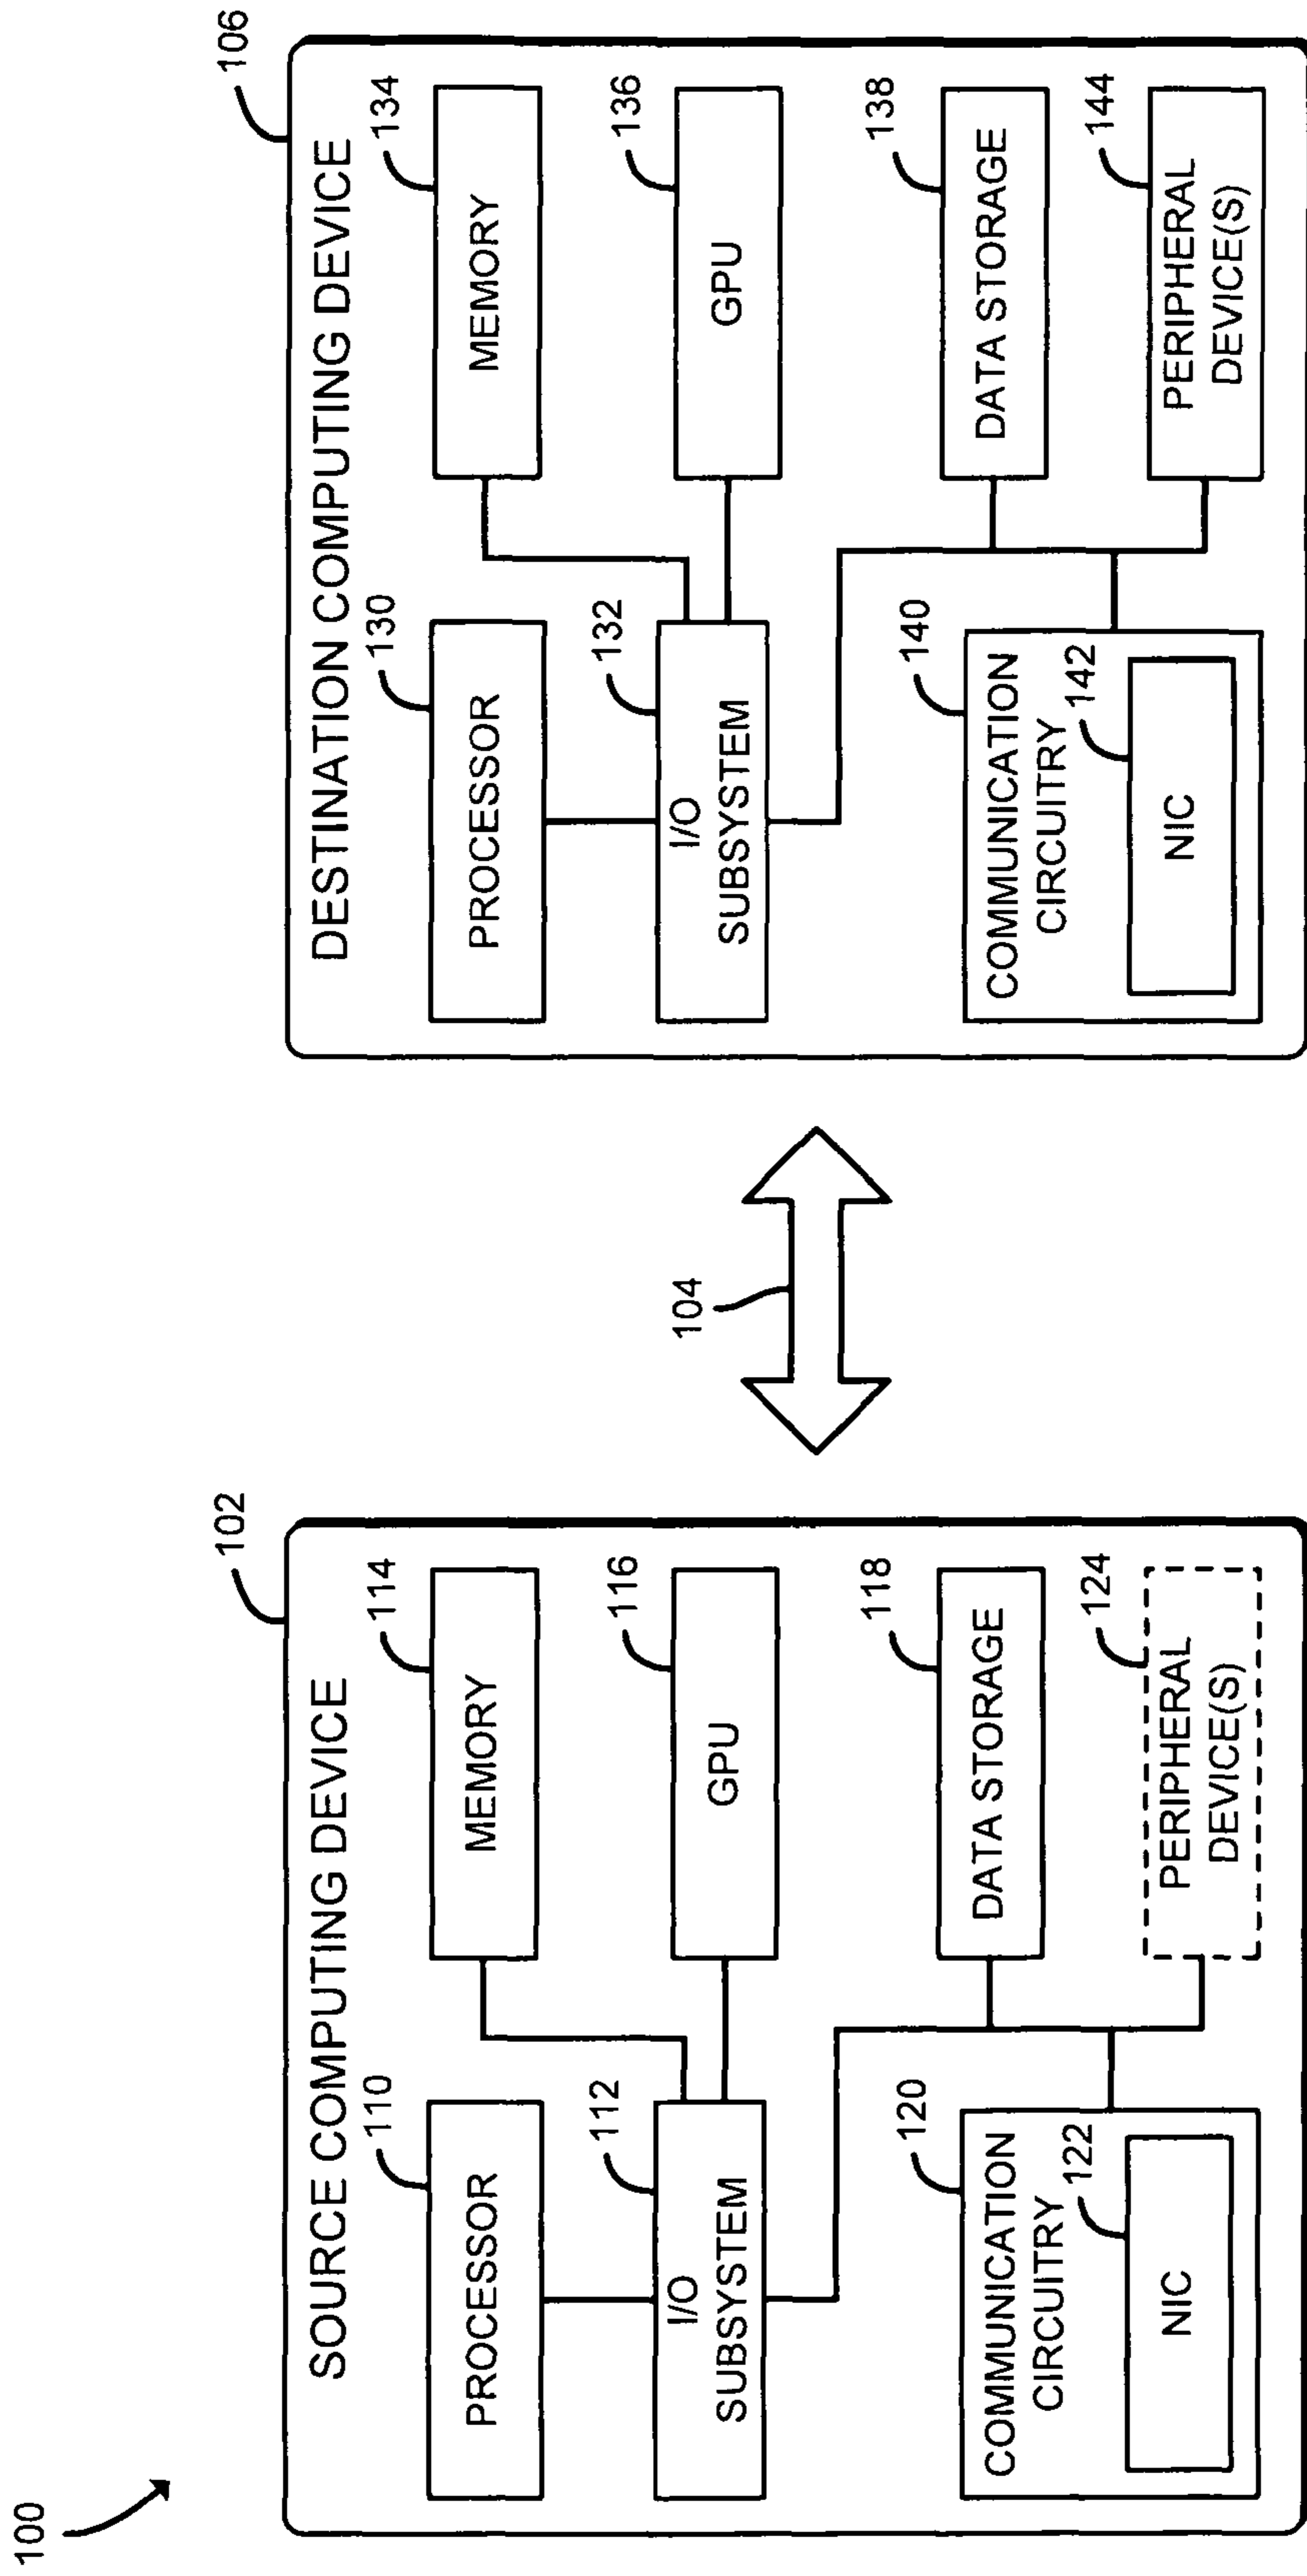 100
102
SOURCE COMPUTING DEVICE
110
PROCESSOR
114
MEMORY
112
I/O
SUBSYSTEM
116
GPU
120
COMMUNICATION
CIRCUITRY
122
NIC
118
DATA STORAGE
124
PERIPHERAL
DEVICE(S)
104
106
DESTINATION COMPUTING DEVICE
130
PROCESSOR
134
MEMORY
132
I/O
SUBSYSTEM
136
GPU
140
COMMUNICATION
CIRCUITRY
142
NIC
138
DATA STORAGE
144
PERIPHERAL
DEVICE(S)